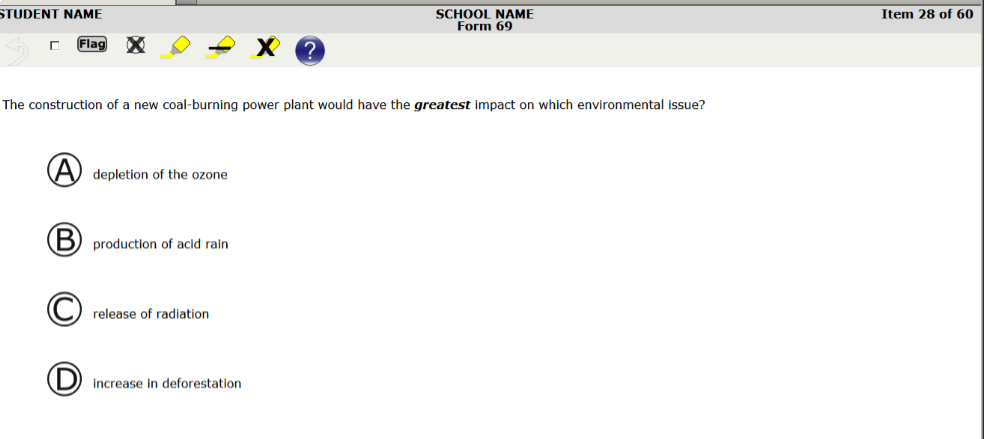 STUDENT NAME SCHOOL NAME Item 28 of 60
Form 69
Flag X X ?
The construction of a new coal-burning power plant would have the greatest impact on which environmental issue?
A depletion of the ozone
B production of acid rain
C release of radiation
D increase in deforestation